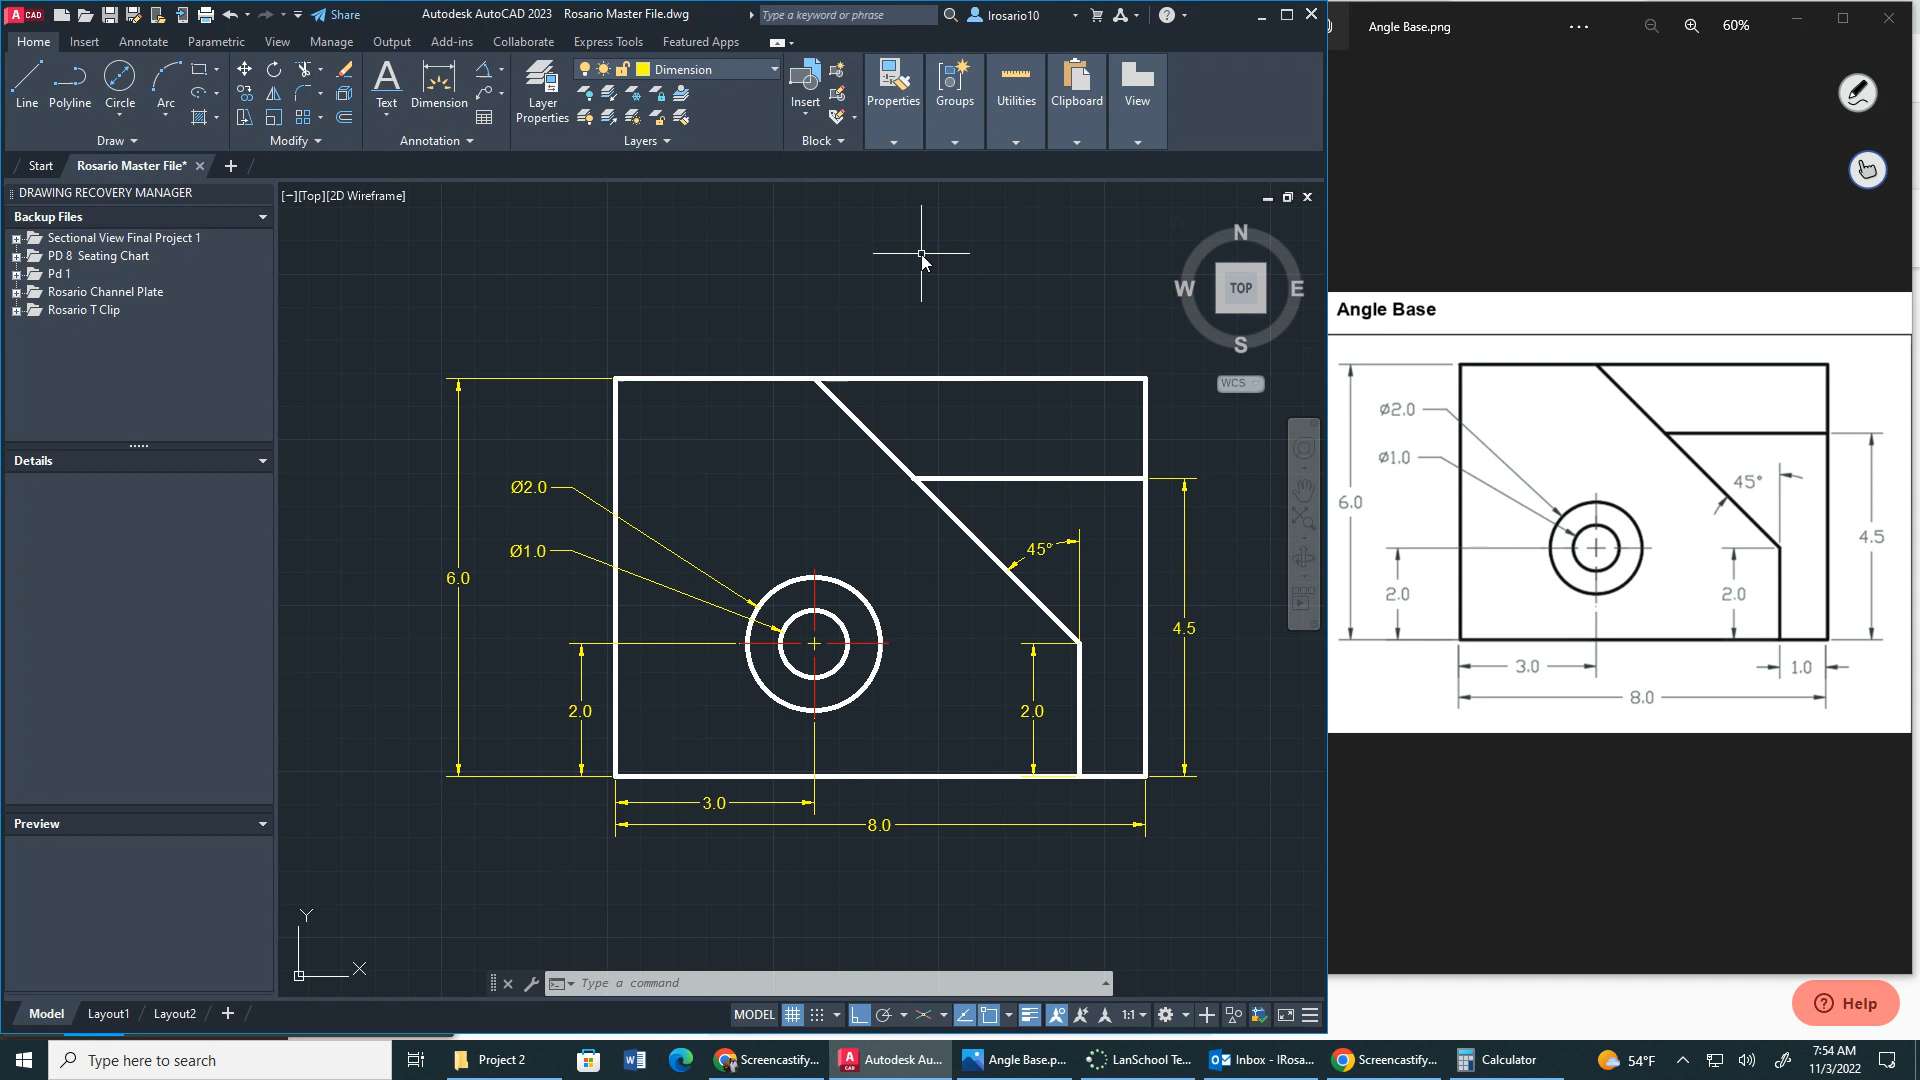 CAD
Share
Autodesk AutoCAD 2023 Rosario Master File.dwg
Type a keyword or phrase
lrosario10
Angle Base.png
60%
Home Insert Annotate Parametric View Manage Output Add-ins Collaborate Express Tools Featured Apps
Dimension
Line Polyline Circle Arc
Text Dimension
Layer
Properties
Insert
Properties Groups Utilities Clipboard View
Draw Modify Annotation Layers Block
Start Rosario Master File*
DRAWING RECOVERY MANAGER
Backup Files
Sectional View Final Project 1
PD 8 Seating Chart
Pd 1
Rosario Channel Plate
Rosario T Clip
Details
Preview
[−][Top][2D Wireframe]
N
W TOP E
S
WCS
Ø2.0
Ø1.0
45°
6.0
4.5
2.0
2.0
3.0
8.0
Y
X
Type a command
Angle Base
Ø2.0
Ø1.0
45°
6.0
4.5
2.0
2.0
3.0
1.0
8.0
Model Layout1 Layout2
MODEL
1:1
Help
Type here to search
Project 2
Screencastify...
Autodesk Au...
Angle Base.p...
LanSchool Te...
Inbox - lRosa...
Screencastify...
Calculator
54°F
7:54 AM
11/3/2022